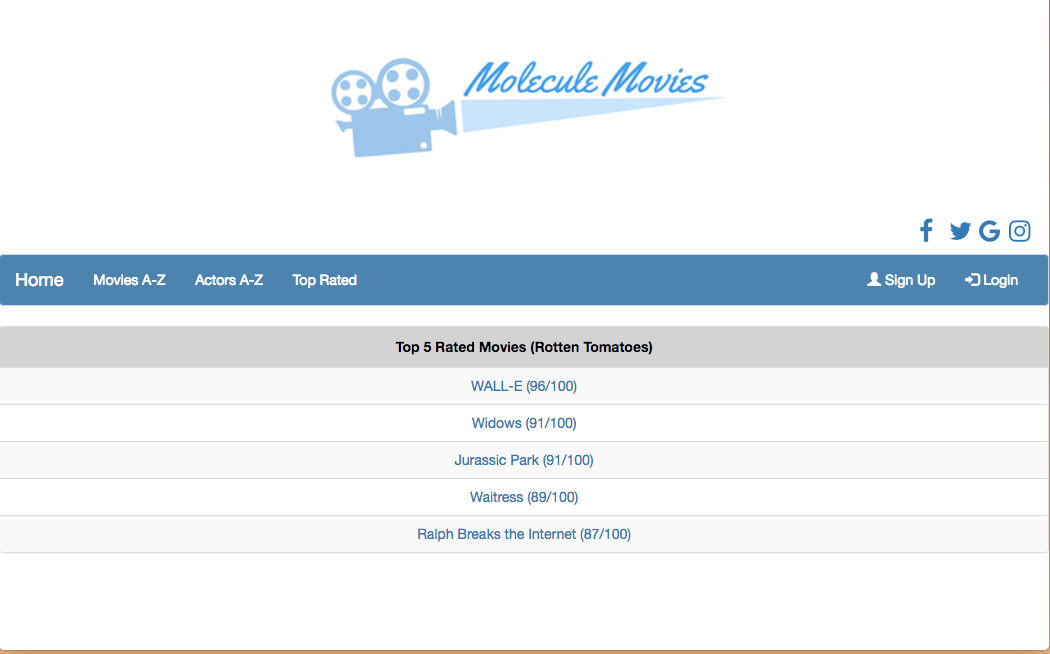 Molecule Movies
Home Movies A-Z Actors A-Z Top Rated Sign Up Login
Top 5 Rated Movies (Rotten Tomatoes)
WALL-E (96/100)
Widows (91/100)
Jurassic Park (91/100)
Waitress (89/100)
Ralph Breaks the Internet (87/100)